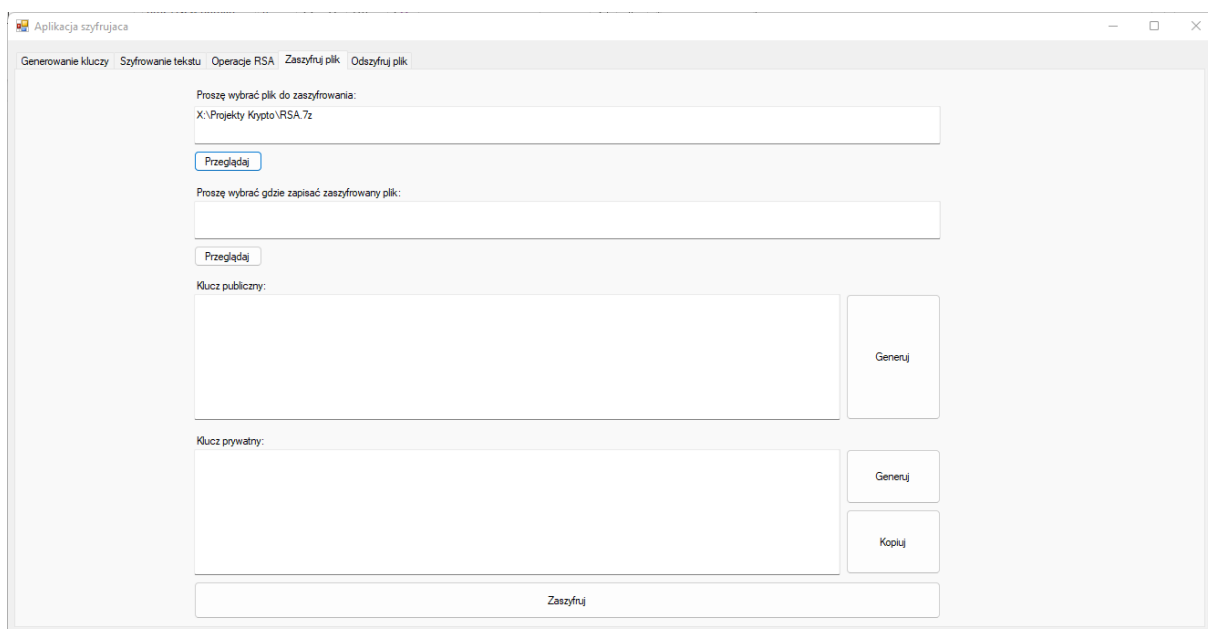 Aplikacja szyfrujaca
Generowanie kluczy Szyfrowanie tekstu Operacje RSA Zaszyfruj plik Odszyfruj plik
Proszę wybrać plik do zaszyfrowania:
X:\Projekty Krypto\RSA.7z
Przeglądaj
Proszę wybrać gdzie zapisać zaszyfrowany plik:
Przeglądaj
Klucz publiczny:
Generuj
Klucz prywatny:
Generuj
Kopiuj
Zaszyfruj